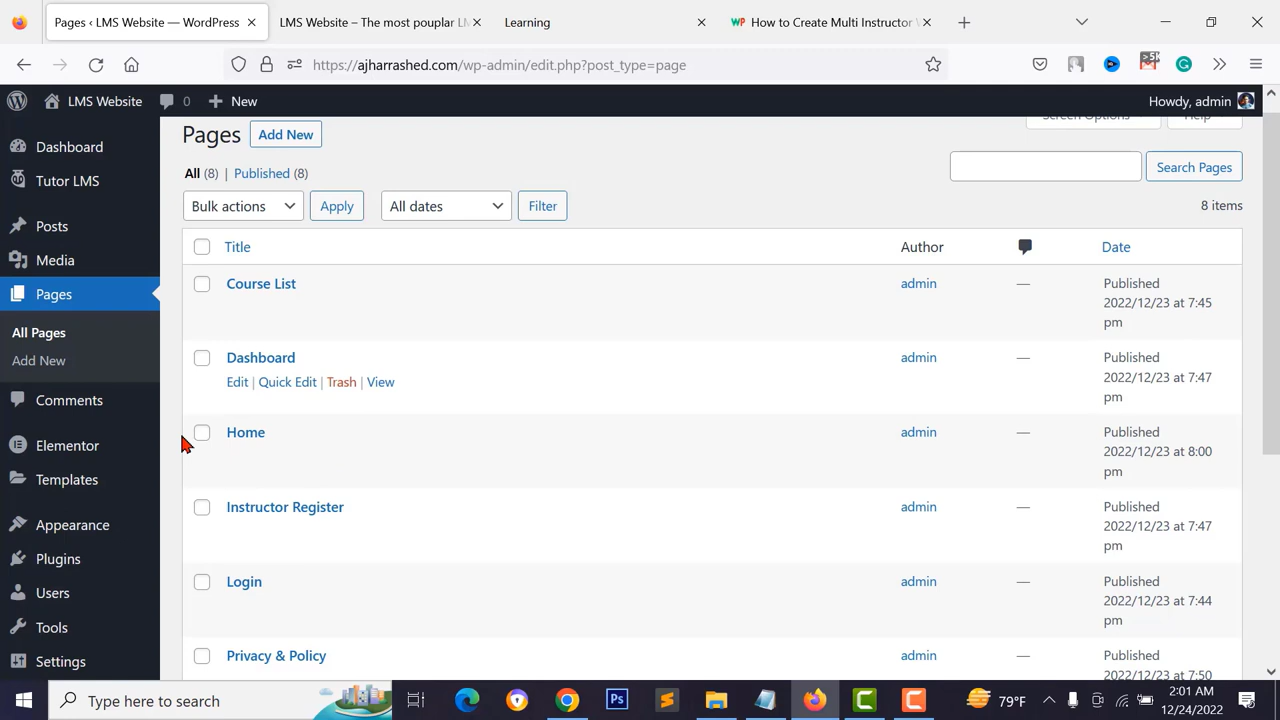 Pages ‹ LMS Website — WordPress
LMS Website – The most pouplar LM
Learning
How to Create Multi Instructor
https://ajharrashed.com/wp-admin/edit.php?post_type=page
>5K
LMS Website
0
New
Howdy, admin
Dashboard
Tutor LMS
Posts
Media
Pages
All Pages
Add New
Comments
Elementor
Templates
Appearance
Plugins
Users
Tools
Settings
Pages
Add New
Screen Options
Help
All (8) | Published (8)
Search Pages
Bulk actions
Apply
All dates
Filter
8 items
Title
Author
Date
Course List
admin
—
Published
2022/12/23 at 7:45
pm
Dashboard
Edit | Quick Edit | Trash | View
admin
—
Published
2022/12/23 at 7:47
pm
Home
admin
—
Published
2022/12/23 at 8:00
pm
Instructor Register
admin
—
Published
2022/12/23 at 7:47
pm
Login
admin
—
Published
2022/12/23 at 7:44
pm
Privacy & Policy
admin
—
Published
2022/12/23 at 7:50
Type here to search
79°F
2:01 AM
12/24/2022